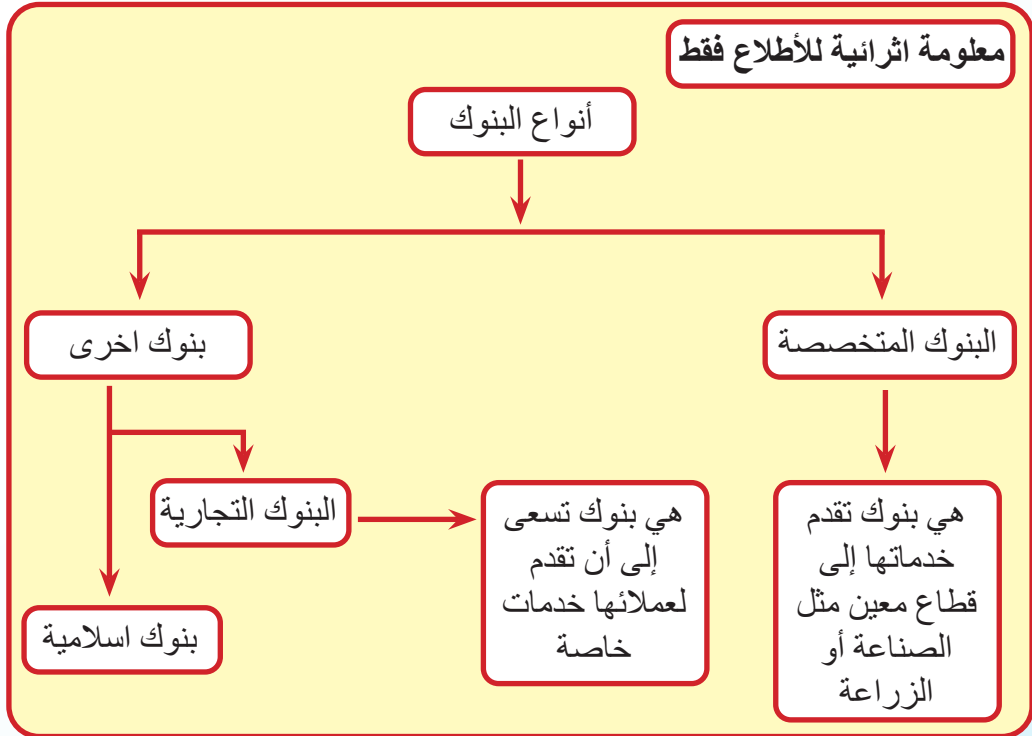 معلومة اثرائية للأطلاع فقط
أنواع البنوك
البنوك المتخصصة
بنوك اخرى
هي بنوك تقدم
خدماتها إلى
قطاع معين مثل
الصناعة أو
الزراعة
البنوك التجارية
هي بنوك تسعى
إلى أن تقدم
لعملائها خدمات
خاصة
بنوك اسلامية